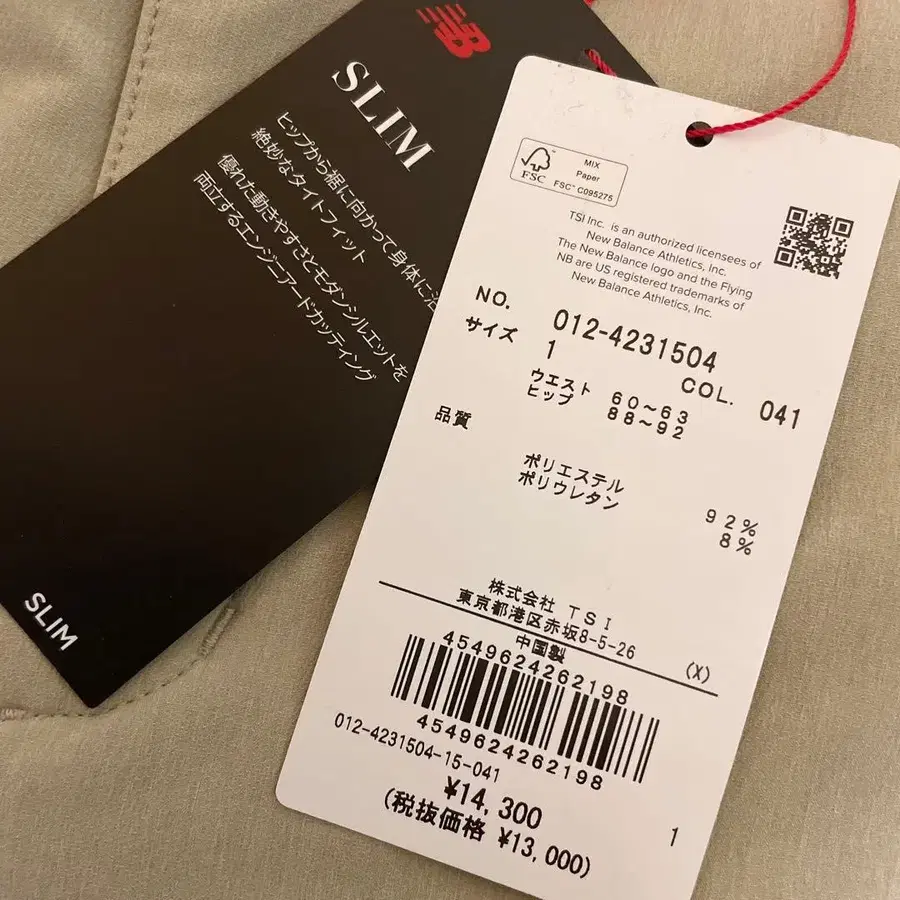 SLIM
ヒップから裾に向かって身体に沿
絶妙なタイトフィット
優れた動きやすさとモダンシルエットを
両立するエンジニアードカッティング
SLIM
FSC
MIX
Paper
FSC™ C095275
TSI Inc. is an authorized licensees of
New Balance Athletics, Inc.
The New Balance logo and the Flying
NB are US registered trademarks of
New Balance Athletics, Inc.
NO. 012-4231504
サイズ 1 COL. 041
ウエスト 60~63
ヒップ 88~92
品質
ポリエステル 92%
ポリウレタン 8%
株式会社 TSI
東京都港区赤坂8-5-26
中国製 (X)
4549624262198
4549624262198
012-4231504-15-041
¥14,300
(税抜価格 ¥13,000)
1